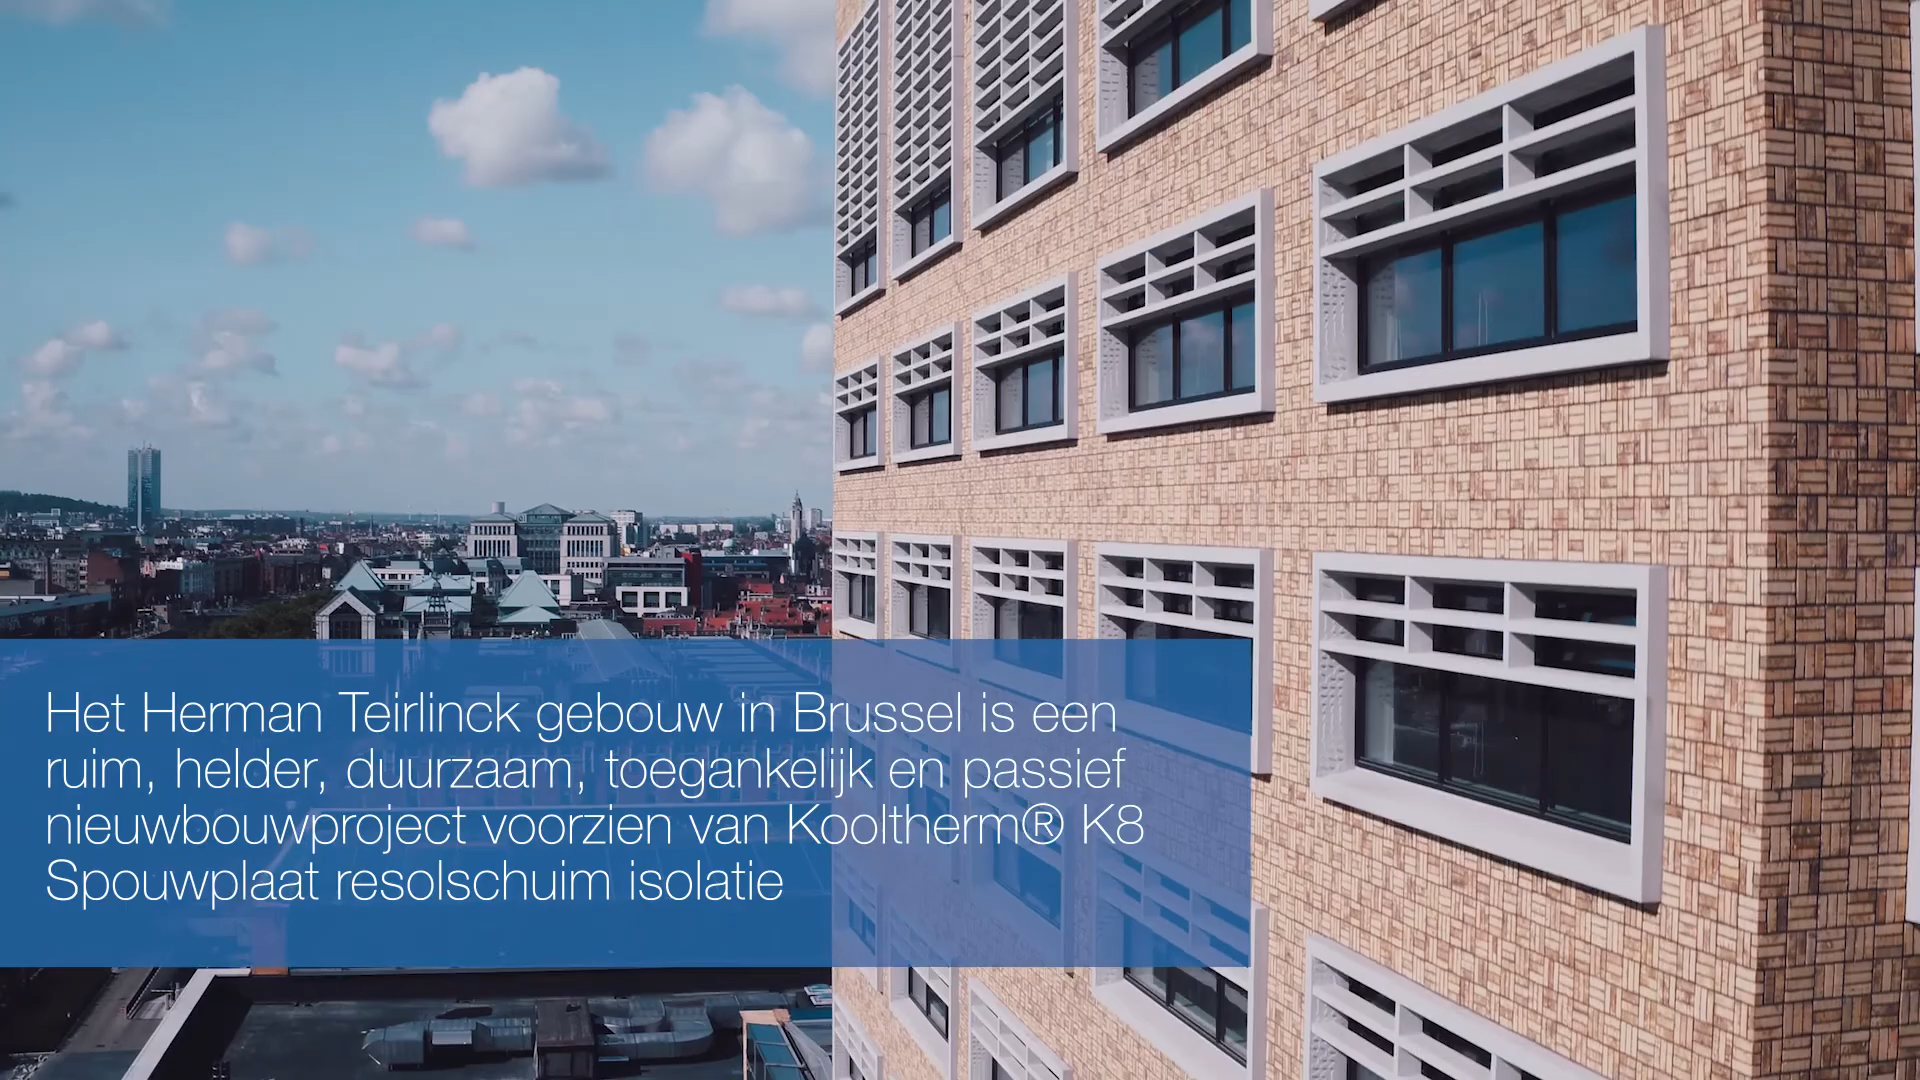 Het Herman Teirlinck gebouw in Brussel is een
ruim, helder, duurzaam, toegankelijk en passief
nieuwbouwproject voorzien van Kooltherm® K8
Spouwplaat resolschuim isolatie